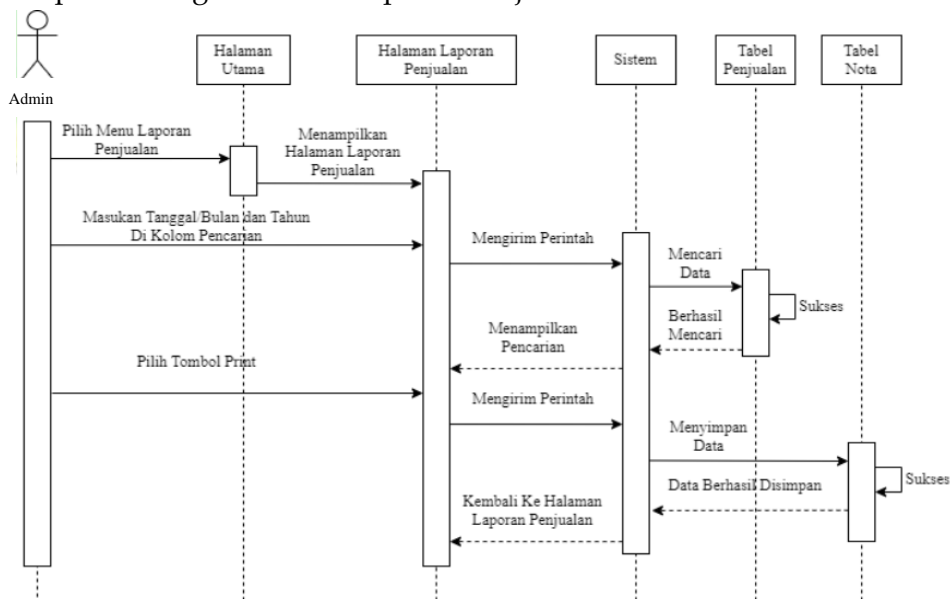 Halaman
Utama
Halaman Laporan
Penjualan
Sistem
Tabel
Penjualan
Tabel
Nota
Admin
Pilih Menu Laporan
Penjualan
Menampilkan
Halaman Laporan
Penjualan
Masukan Tanggal/Bulan dan Tahun
Di Kolom Pencarian
Mengirim Perintah
Mencari
Data
Sukses
Berhasil
Mencari
Menampilkan
Pencarian
Pilih Tombol Print
Mengirim Perintah
Menyimpan
Data
Sukses
Data Berhasil Disimpan
Kembali Ke Halaman
Laporan Penjualan